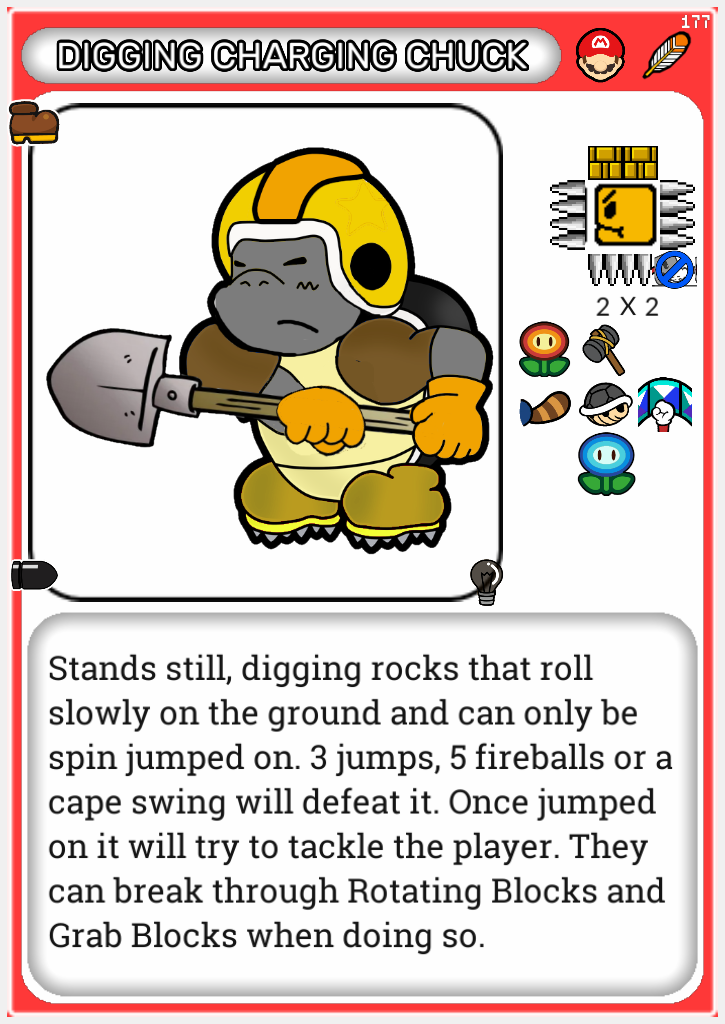 177
DIGGING CHARGING CHUCK
M
2 X 2
Stands still, digging rocks that roll
slowly on the ground and can only be
spin jumped on. 3 jumps, 5 fireballs or a
cape swing will defeat it. Once jumped
on it will try to tackle the player. They
can break through Rotating Blocks and
Grab Blocks when doing so.